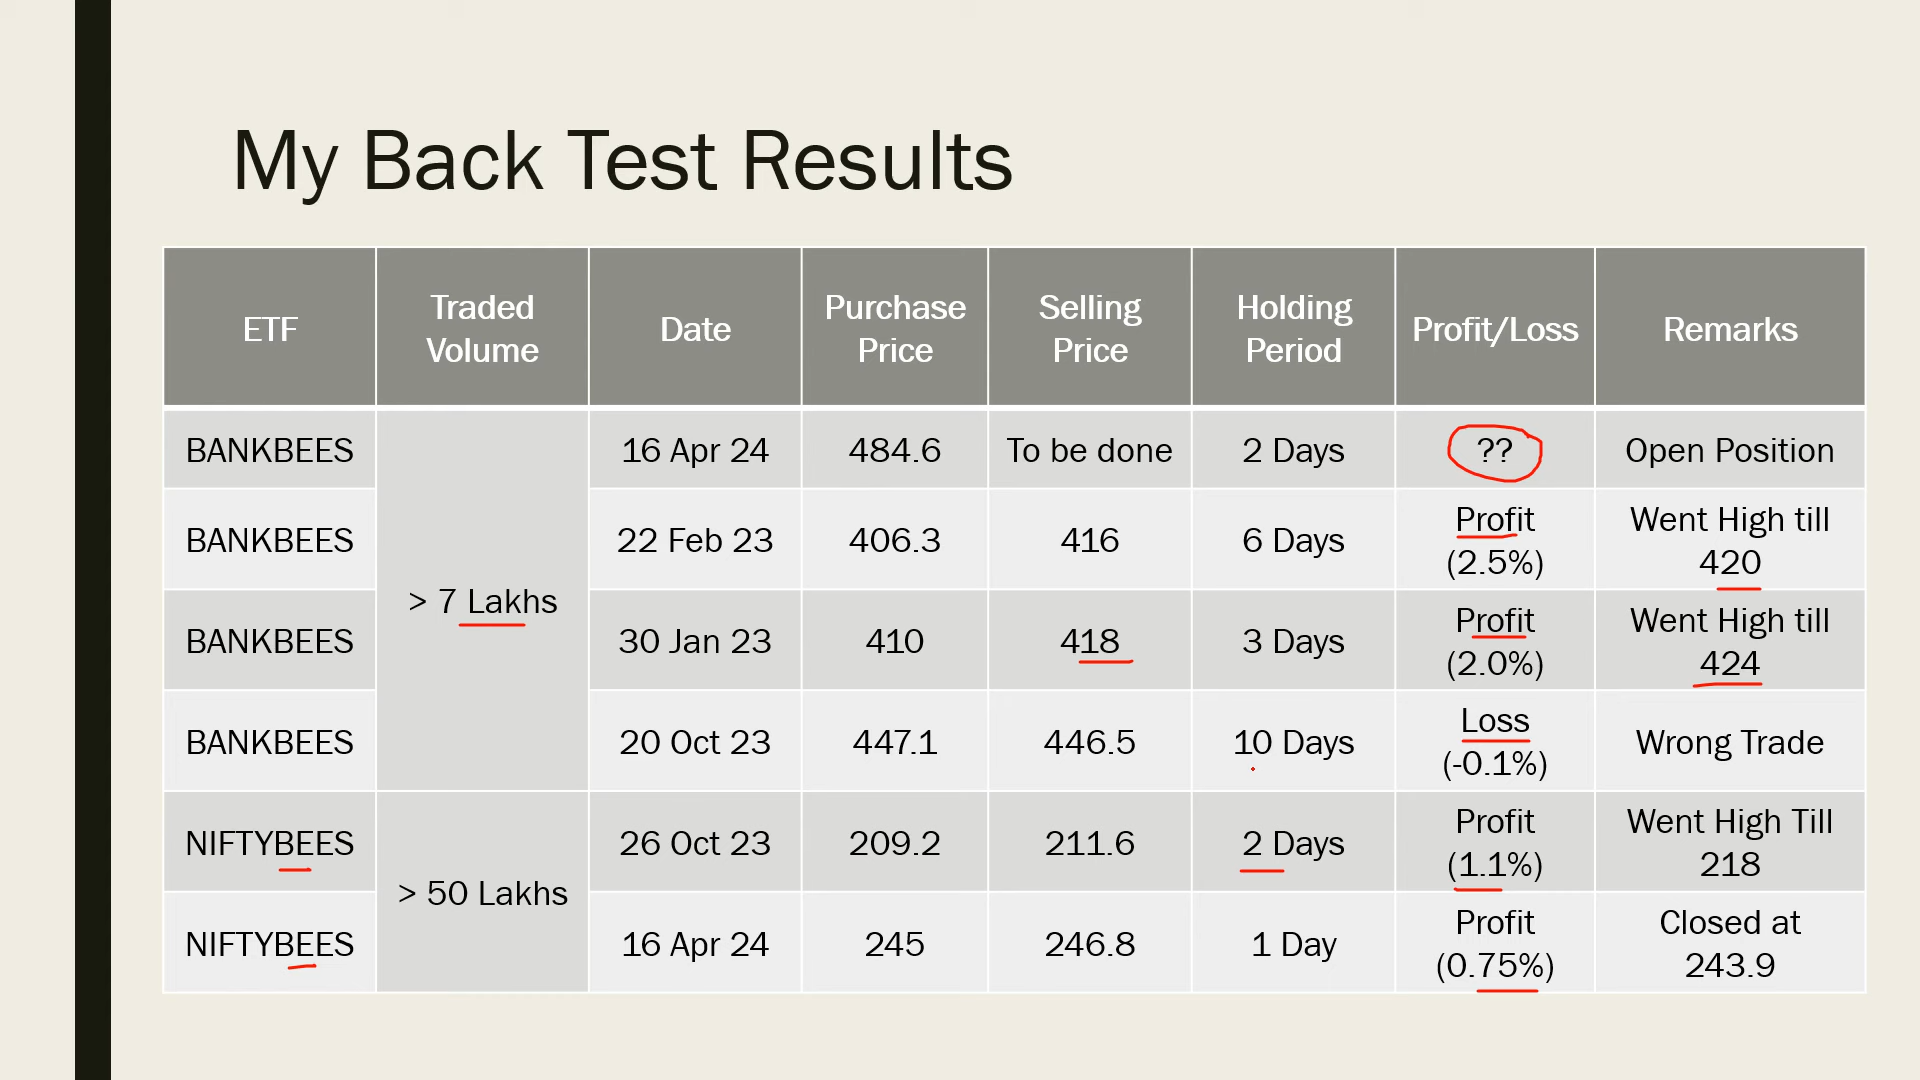 My Back Test Results
ETF
Traded
Volume
Date
Purchase
Price
Selling
Price
Holding
Period
Profit/Loss
Remarks
BANKBEES
> 7 Lakhs
16 Apr 24
484.6
To be done
2 Days
??
Open Position
BANKBEES
22 Feb 23
406.3
416
6 Days
Profit
(2.5%)
Went High till
420
BANKBEES
30 Jan 23
410
418
3 Days
Profit
(2.0%)
Went High till
424
BANKBEES
20 Oct 23
447.1
446.5
10 Days
Loss
(-0.1%)
Wrong Trade
NIFTYBEES
> 50 Lakhs
26 Oct 23
209.2
211.6
2 Days
Profit
(1.1%)
Went High Till
218
NIFTYBEES
16 Apr 24
245
246.8
1 Day
Profit
(0.75%)
Closed at
243.9